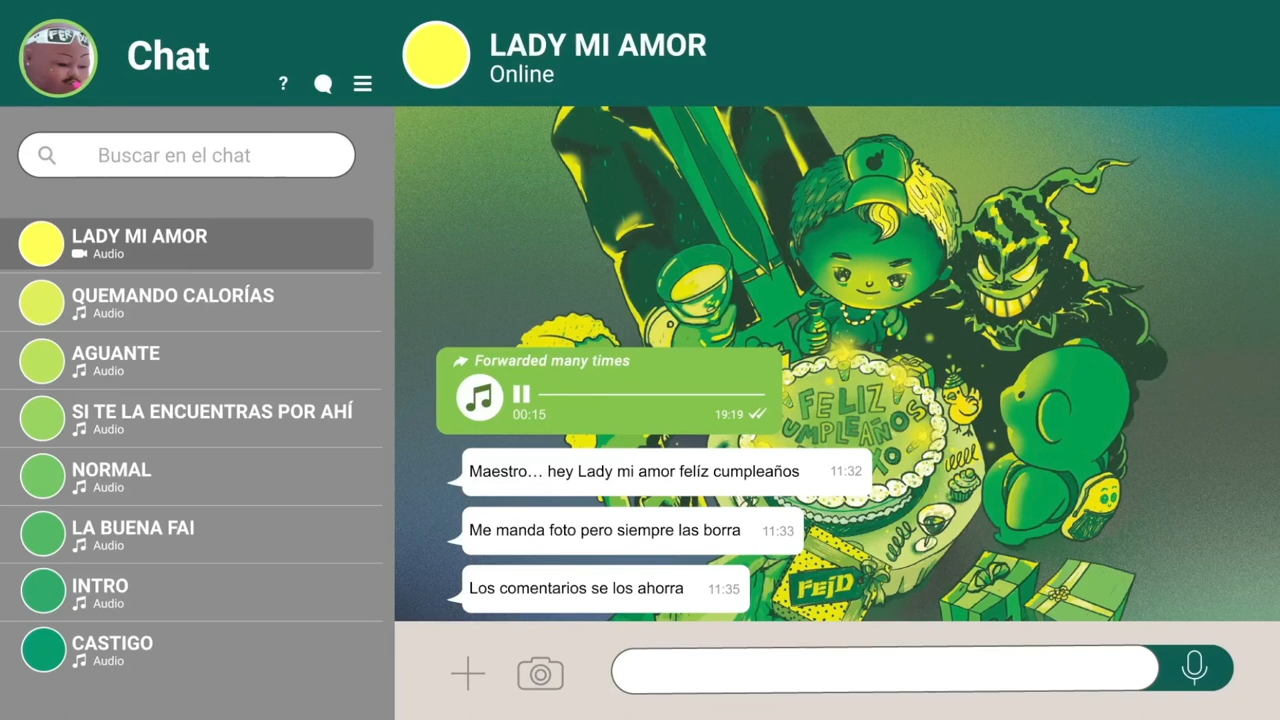 FER
Chat
?
LADY MI AMOR
Online
Buscar en el chat
LADY MI AMOR
Audio
QUEMANDO CALORÍAS
Audio
AGUANTE
Audio
SI TE LA ENCUENTRAS POR AHÍ
Audio
NORMAL
Audio
LA BUENA FAI
Audio
INTRO
Audio
CASTIGO
Audio
Forwarded many times
00:15
19:19
FELIZ
UMPLEAÑOS
Maestro... hey Lady mi amor felíz cumpleaños 11:32
Me manda foto pero siempre las borra 11:33
Los comentarios se los ahorra 11:35
FEID